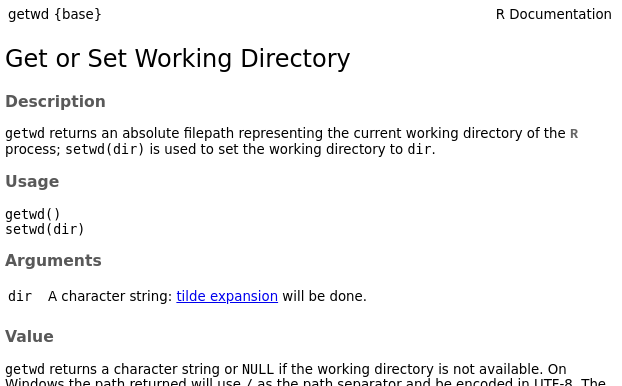 getwd {base} R Documentation
Get or Set Working Directory
Description
getwd returns an absolute filepath representing the current working directory of the R
process; setwd(dir) is used to set the working directory to dir.
Usage
getwd()
setwd(dir)
Arguments
dir A character string: tilde expansion will be done.
Value
getwd returns a character string or NULL if the working directory is not available. On
Windows the path returned will use / as the path separator and be encoded in UTF-8. The